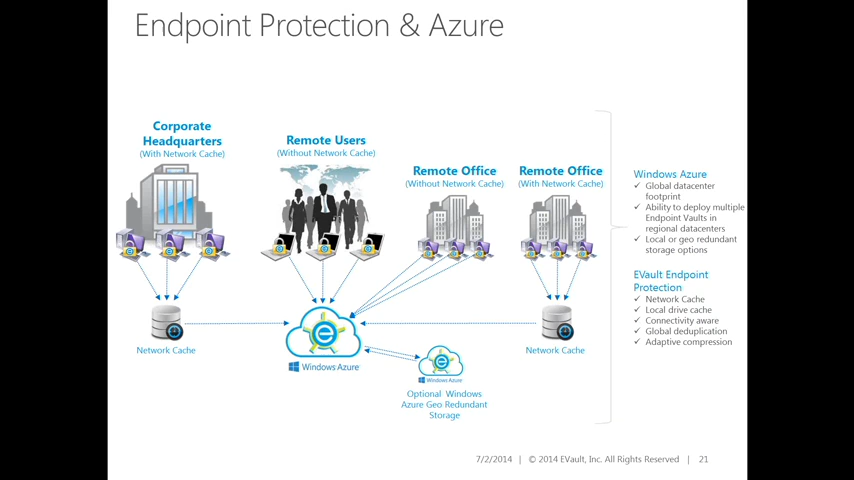 Endpoint Protection & Azure
Corporate
Headquarters
(With Network Cache)
Remote Users
(Without Network Cache)
Remote Office
(Without Network Cache)
Remote Office
(With Network Cache)
Network Cache
Windows Azure
Windows Azure
Optional Windows
Azure Geo Redundant
Storage
Network Cache
Windows Azure
✓ Global datacenter
footprint
✓ Ability to deploy multiple
Endpoint Vaults in
regional datacenters
✓ Local or geo redundant
storage options
EVault Endpoint
Protection
✓ Network Cache
✓ Local drive cache
✓ Connectivity aware
✓ Global deduplication
✓ Adaptive compression
7/2/2014 | © 2014 EVault, Inc. All Rights Reserved | 21